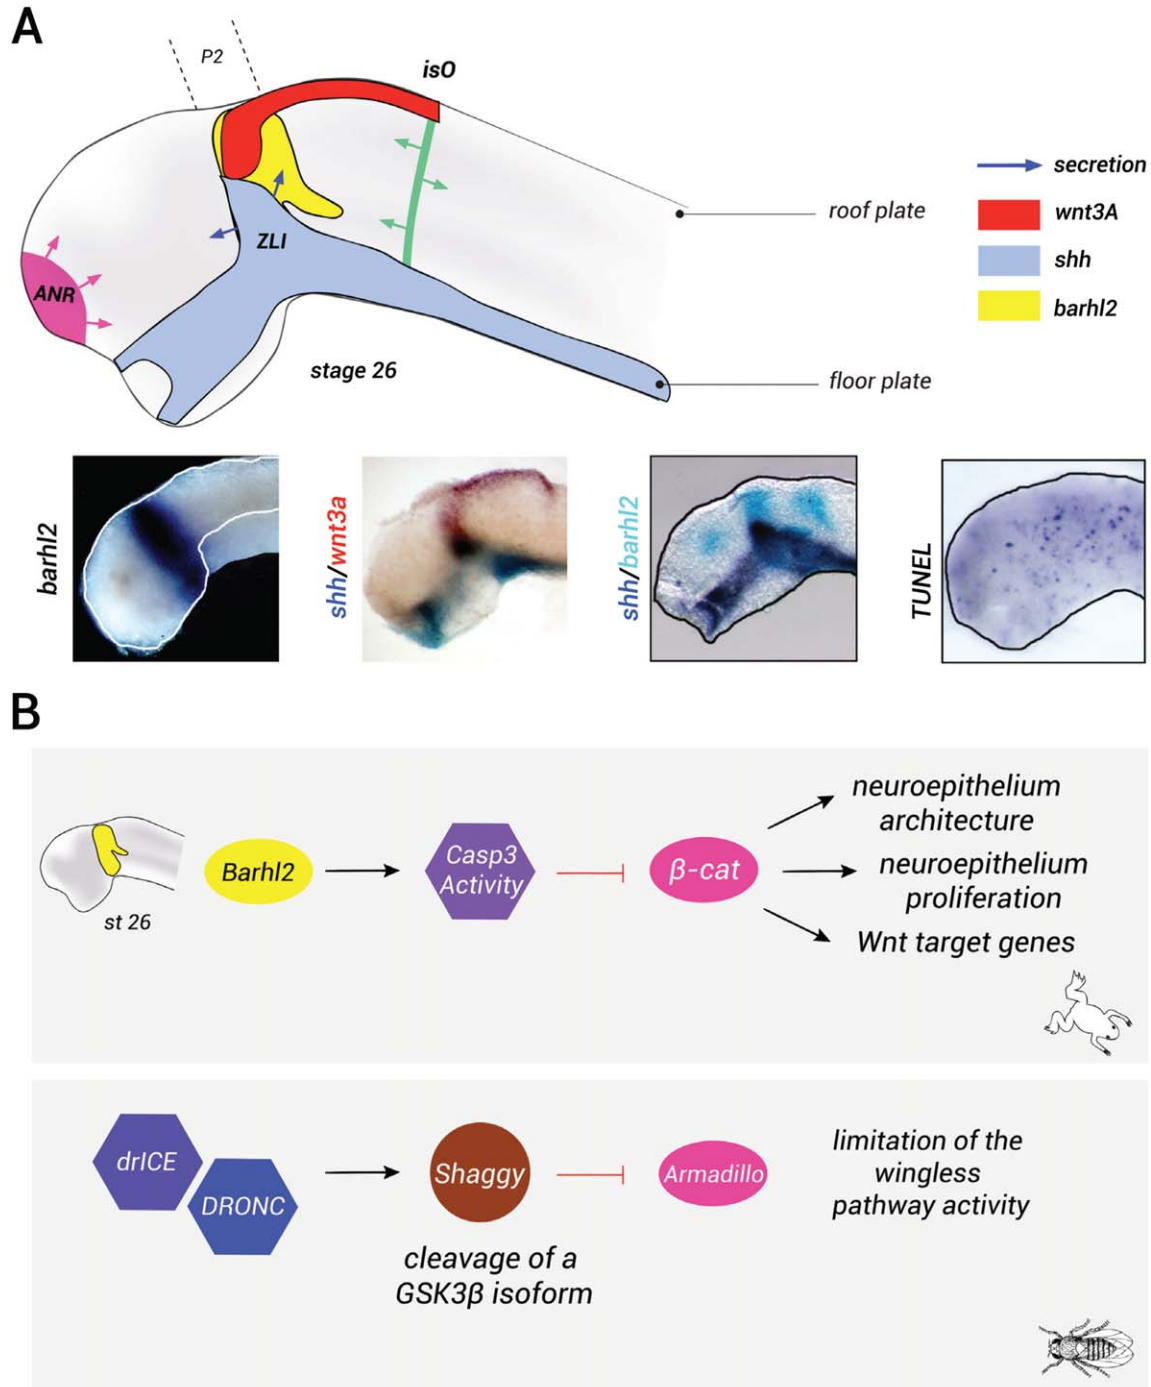 A
P2
isO
secretion
wnt3A
shh
barhl2
roof plate
ZLI
ANR
stage 26
floor plate
barhl2
shh/wnt3a
shh/barhl2
TUNEL
B
neuroepithelium
architecture
Barhl2
Casp3
Activity
β-cat
neuroepithelium
proliferation
st 26
Wnt target genes
drICE
DRONC
Shaggy
Armadillo
limitation of the
wingless
pathway activity
cleavage of a
GSK3β isoform